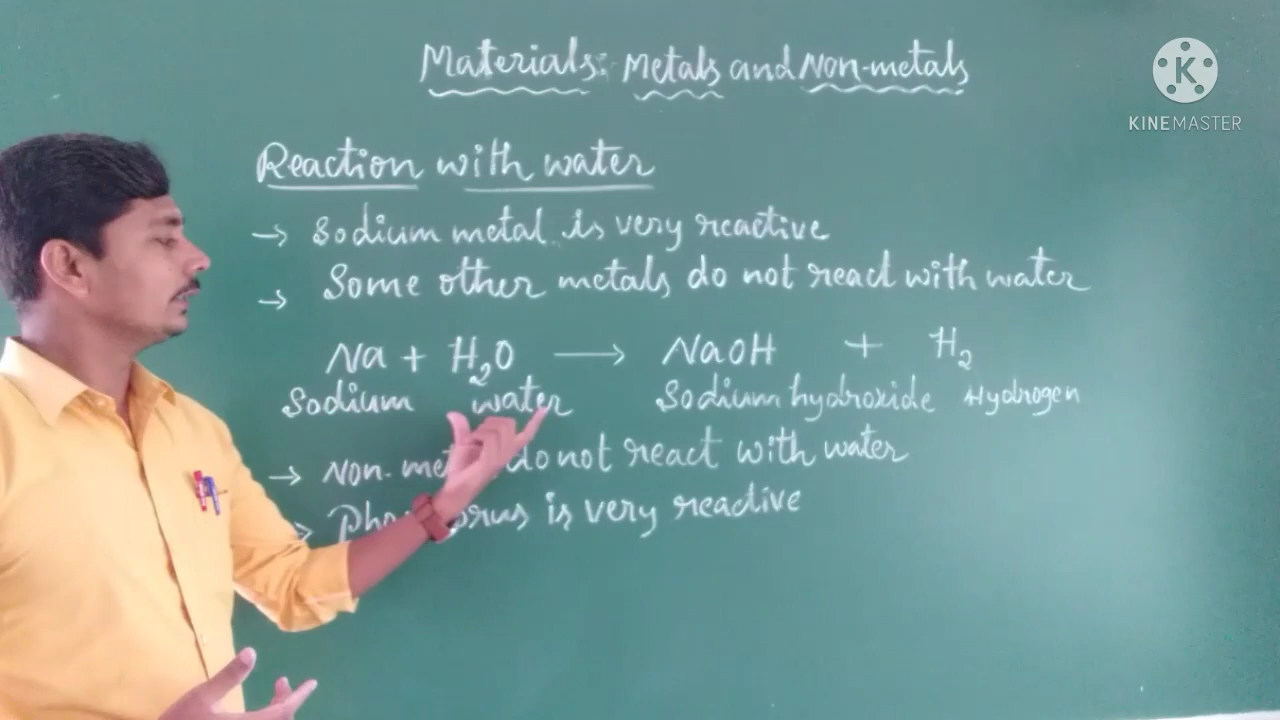 Materials: Metals and Non-metals
K
KINEMASTER
Reaction with water
→ Sodium metal is very reactive
→ Some other metals do not react with water
Na + H₂O ⟶ NaOH + H₂
Sodium water Sodium hydroxide Hydrogen
→ Non- do not react with water
→ is very reactive